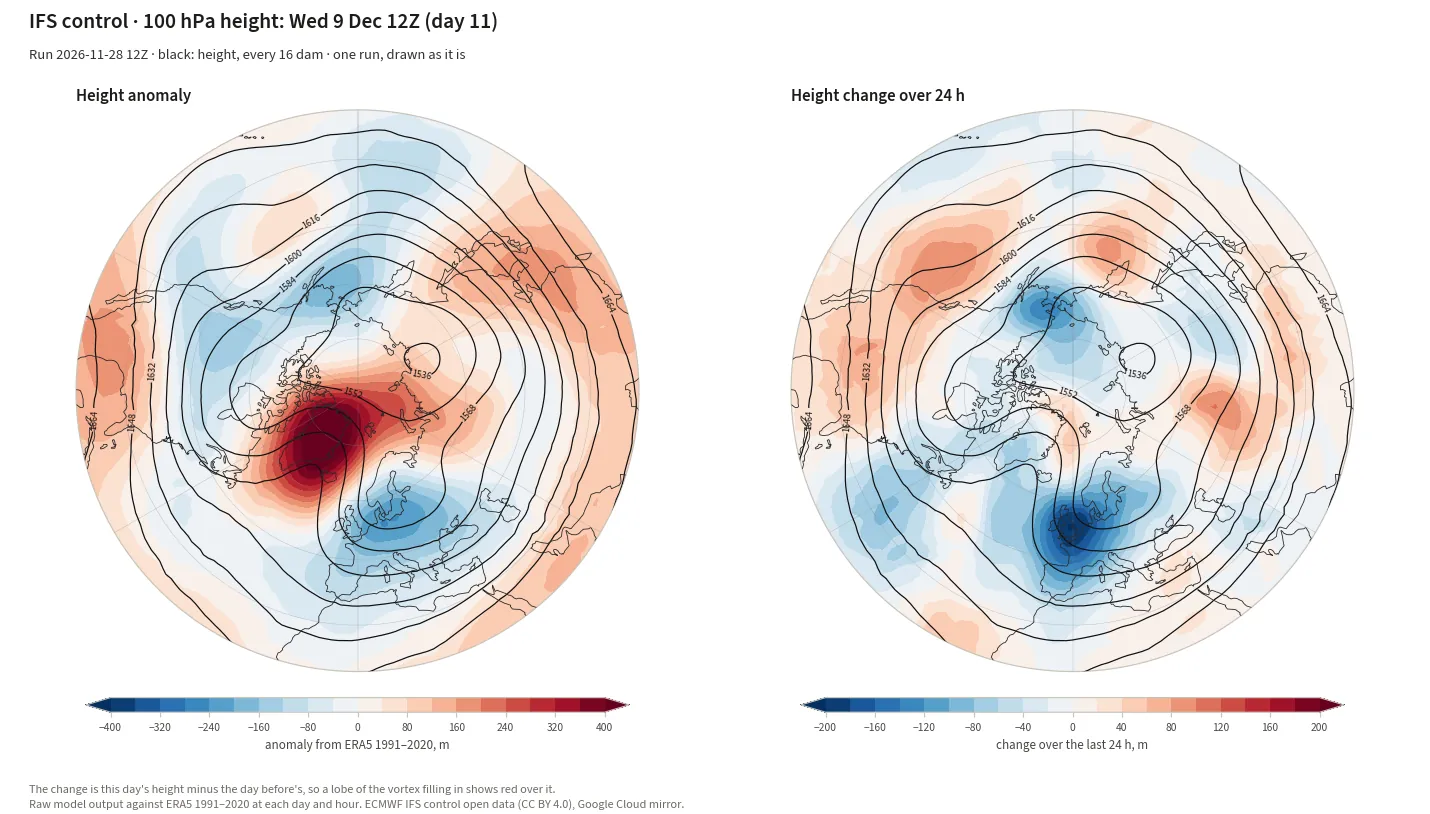 IFS control · 100 hPa height: Wed 9 Dec 12Z (day 11)
Run 2026-11-28 12Z · black: height, every 16 dam · one run, drawn as it is
Height anomaly
Height change over 24 h
1616
1600
1584
1664
1632
1536
1552
1568
1664
1648
1616
1600
1584
1664
1632
1536
1552
1568
1664
1648
−400 −320 −240 −160 −80 0 80 160 240 320 400
anomaly from ERA5 1991–2020, m
−200 −160 −120 −80 −40 0 40 80 120 160 200
change over the last 24 h, m
The change is this day's height minus the day before's, so a lobe of the vortex filling in shows red over it.
Raw model output against ERA5 1991–2020 at each day and hour. ECMWF IFS control open data (CC BY 4.0), Google Cloud mirror.